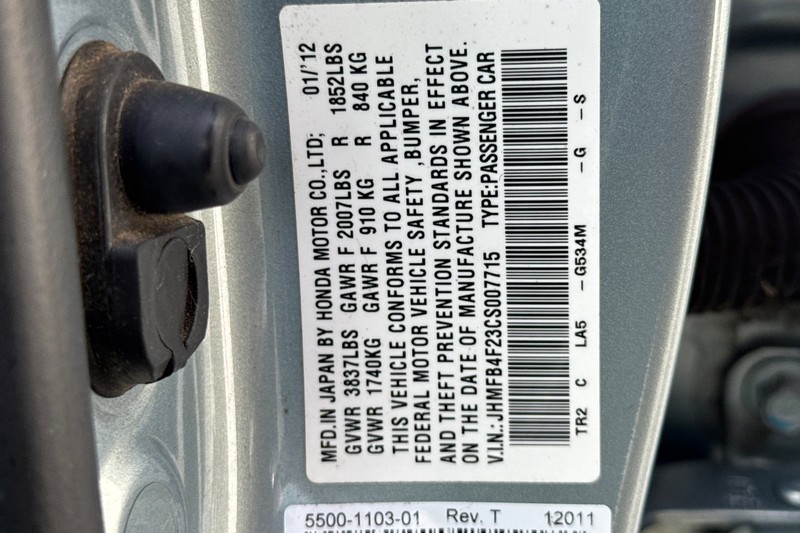 MFD.IN JAPAN BY HONDA MOTOR CO.,LTD; 01/'12
GVWR 3837LBS GAWR F 2007LBS R 1852LBS
GVWR 1740KG GAWR F 910 KG R 840 KG
THIS VEHICLE CONFORMS TO ALL APPLICABLE
FEDERAL MOTOR VEHICLE SAFETY ,BUMPER,
AND THEFT PREVENTION STANDARDS IN EFFECT
ON THE DATE OF MANUFACTURE SHOWN ABOVE.
V.I.N.: JHMFB4F23CS007715 TYPE:PASSENGER CAR
TR2 C LA5 -G534M -G -S
5500-1103-01 Rev. T 12011